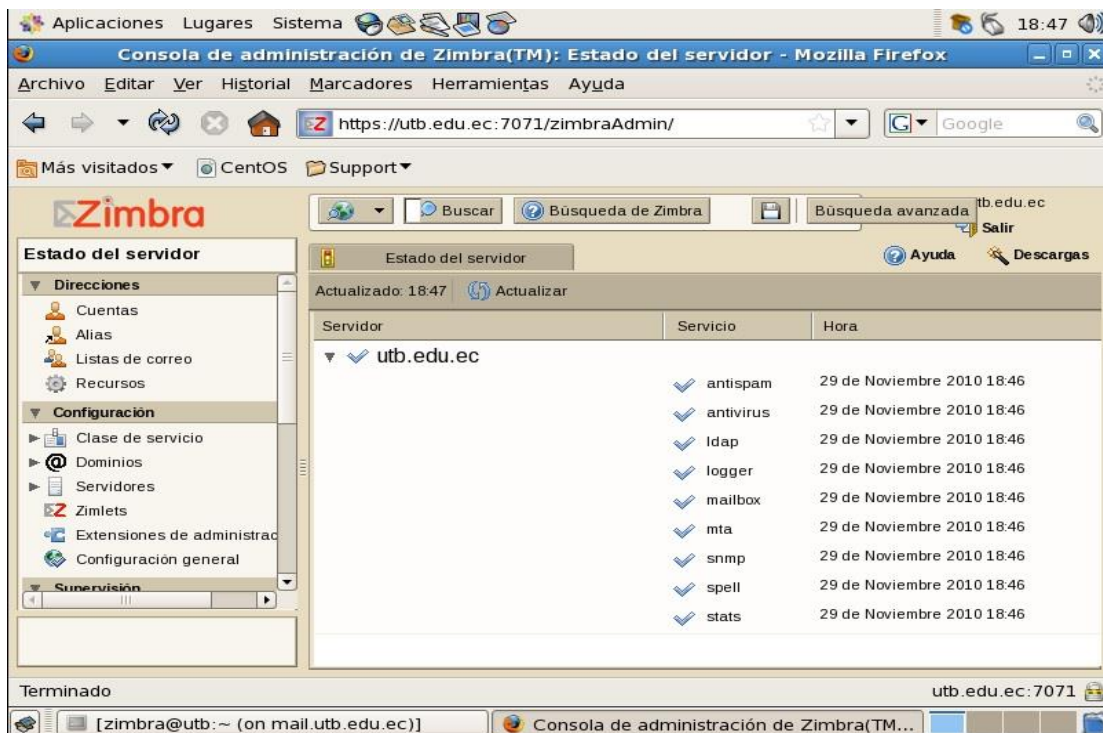 Aplicaciones Lugares Sistema 18:47
Consola de administración de Zimbra(TM): Estado del servidor - Mozilla Firefox
Archivo Editar Ver Historial Marcadores Herramientas Ayuda
https://utb.edu.ec:7071/zimbraAdmin/ G Google
Más visitados CentOS Support
Zimbra
Buscar Búsqueda de Zimbra Búsqueda avanzada tb.edu.ec
Salir
Estado del servidor
Estado del servidor
Ayuda Descargas
Direcciones
Cuentas
Alias
Listas de correo
Recursos
Configuración
Clase de servicio
Dominios
Servidores
Zimlets
Extensiones de administrac
Configuración general
Supervisión
Actualizado: 18:47 Actualizar
Servidor Servicio Hora
utb.edu.ec
antispam 29 de Noviembre 2010 18:46
antivirus 29 de Noviembre 2010 18:46
ldap 29 de Noviembre 2010 18:46
logger 29 de Noviembre 2010 18:46
mailbox 29 de Noviembre 2010 18:46
mta 29 de Noviembre 2010 18:46
snmp 29 de Noviembre 2010 18:46
spell 29 de Noviembre 2010 18:46
stats 29 de Noviembre 2010 18:46
Terminado utb.edu.ec:7071
[zimbra@utb:~ (on mail.utb.edu.ec)] Consola de administración de Zimbra(TM...